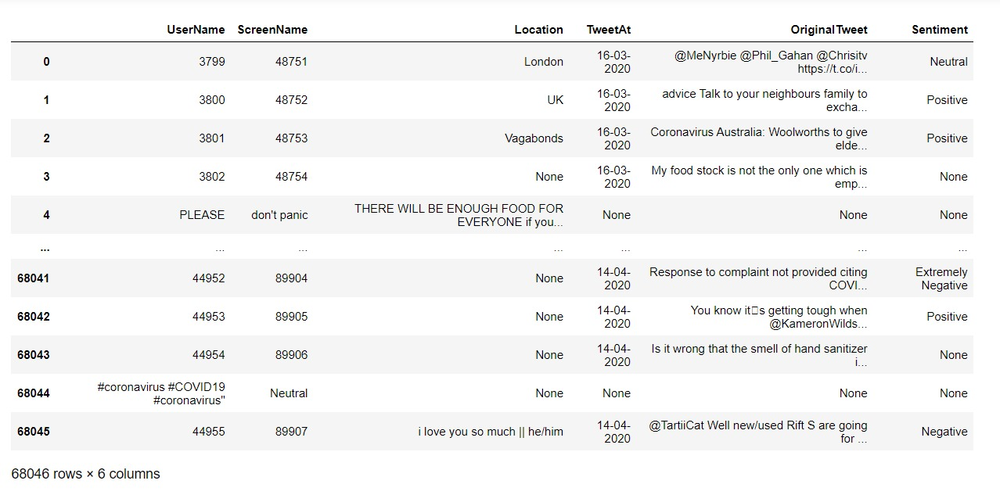 UserName ScreenName Location TweetAt OriginalTweet Sentiment
0 3799 48751 London 16-03-2020 @MeNyrbie @Phil_Gahan @Chrisitv https://t.co/i... Neutral
1 3800 48752 UK 16-03-2020 advice Talk to your neighbours family to excha... Positive
2 3801 48753 Vagabonds 16-03-2020 Coronavirus Australia: Woolworths to give elde... Positive
3 3802 48754 None 16-03-2020 My food stock is not the only one which is emp... None
4 PLEASE don't panic THERE WILL BE ENOUGH FOOD FOR EVERYONE if you... None None None
... ... ... ... ... ... ...
68041 44952 89904 None 14-04-2020 Response to complaint not provided citing COVI... Extremely Negative
68042 44953 89905 None 14-04-2020 You know it□s getting tough when @KameronWilds... Positive
68043 44954 89906 None 14-04-2020 Is it wrong that the smell of hand sanitizer i... None
68044 #coronavirus #COVID19 #coronavirus" Neutral None None None None
68045 44955 89907 i love you so much || he/him 14-04-2020 @TartiiCat Well new/used Rift S are going for ... Negative
68046 rows × 6 columns